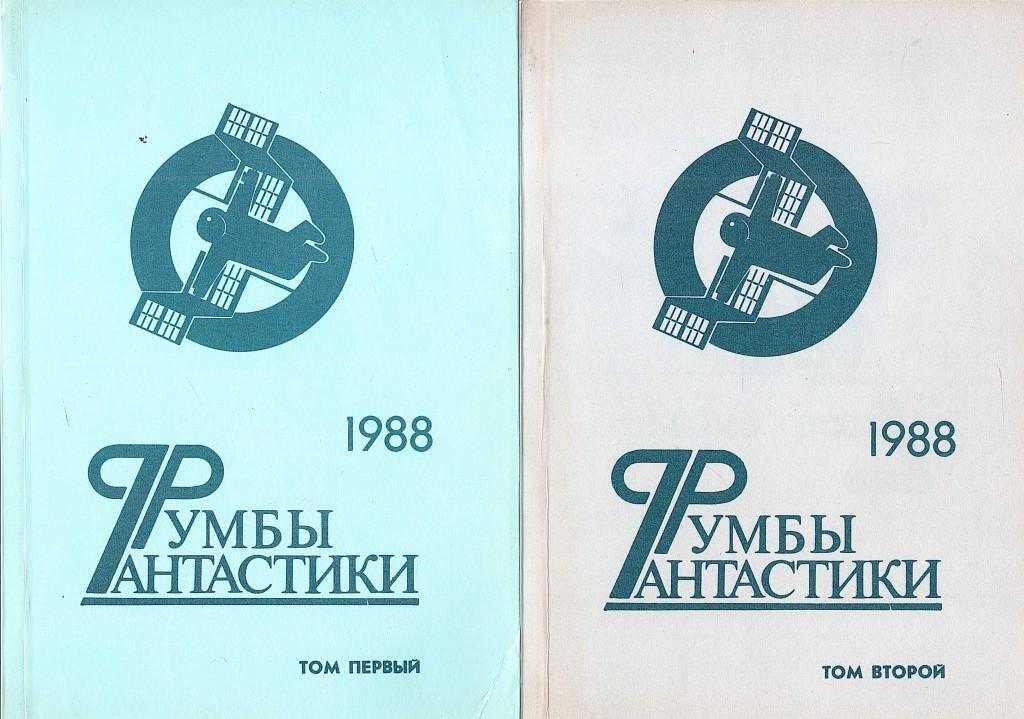 1988
РУМБЫ
ФАНТАСТИКИ
ТОМ ПЕРВЫЙ
1988
РУМБЫ
ФАНТАСТИКИ
ТОМ ВТОРОЙ